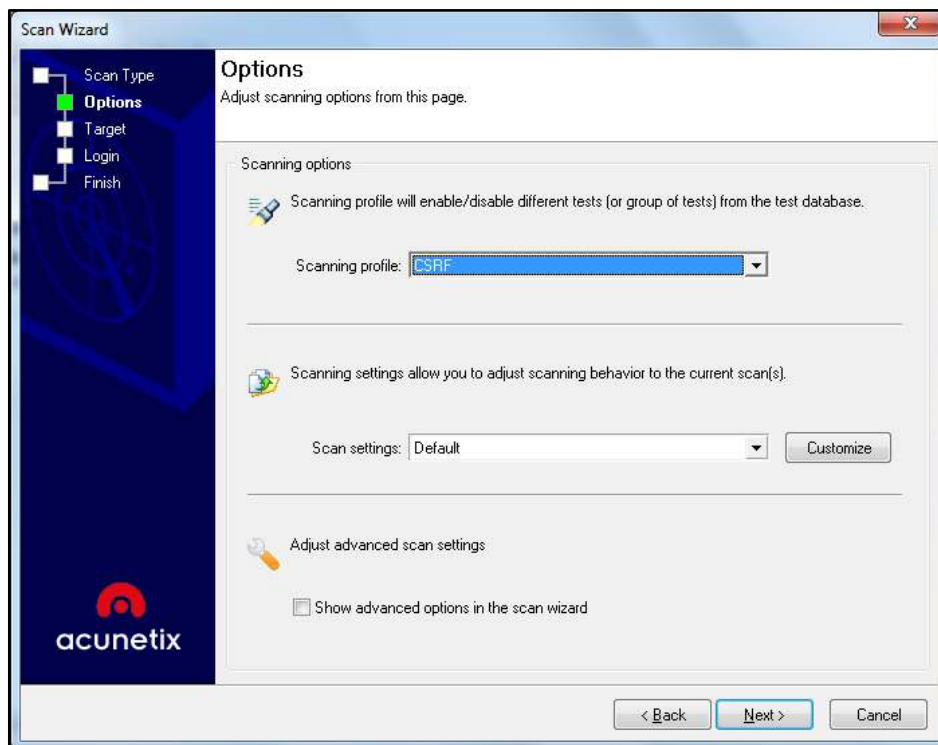 Scan Wizard
Scan Type
Options
Target
Login
Finish
Options
Adjust scanning options from this page.
Scanning options
Scanning profile will enable/disable different tests (or group of tests) from the test database.
Scanning profile: CSRF
Scanning settings allow you to adjust scanning behavior to the current scan(s).
Scan settings: Default Customize
Adjust advanced scan settings
Show advanced options in the scan wizard
acunetix
< Back Next > Cancel